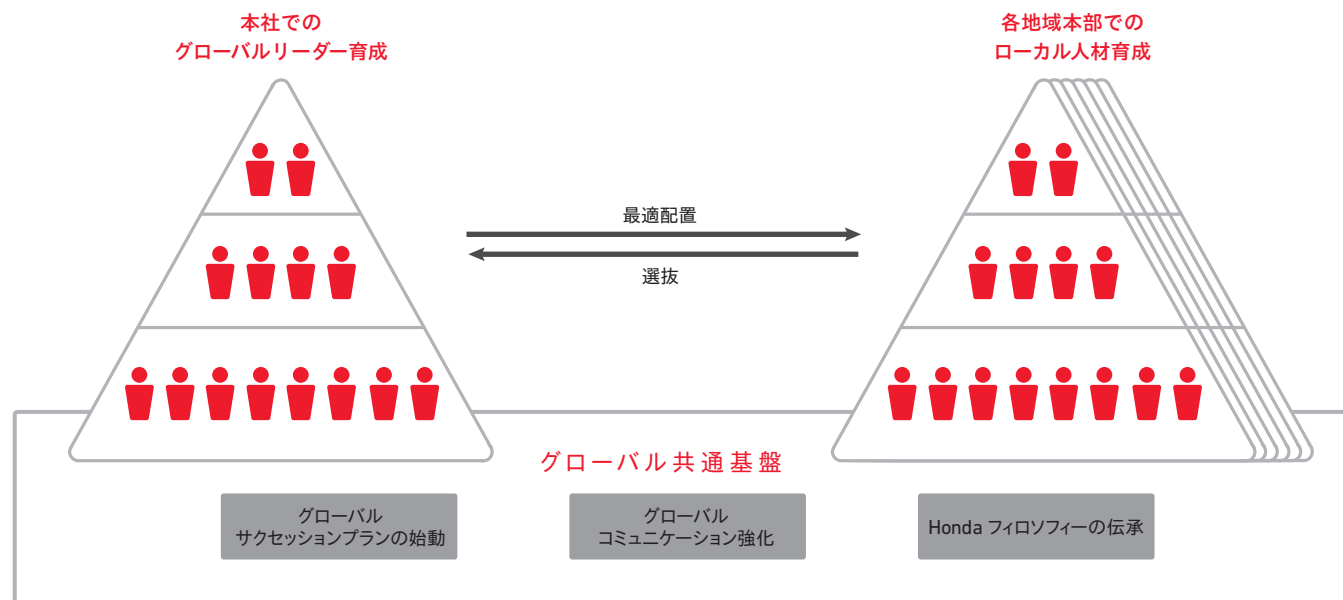 本社での
グローバルリーダー育成
各地域本部での
ローカル人材育成
最適配置
選抜
グローバル共通基盤
グローバル
サクセッションプランの始動
グローバル
コミュニケーション強化
Honda フィロソフィーの伝承